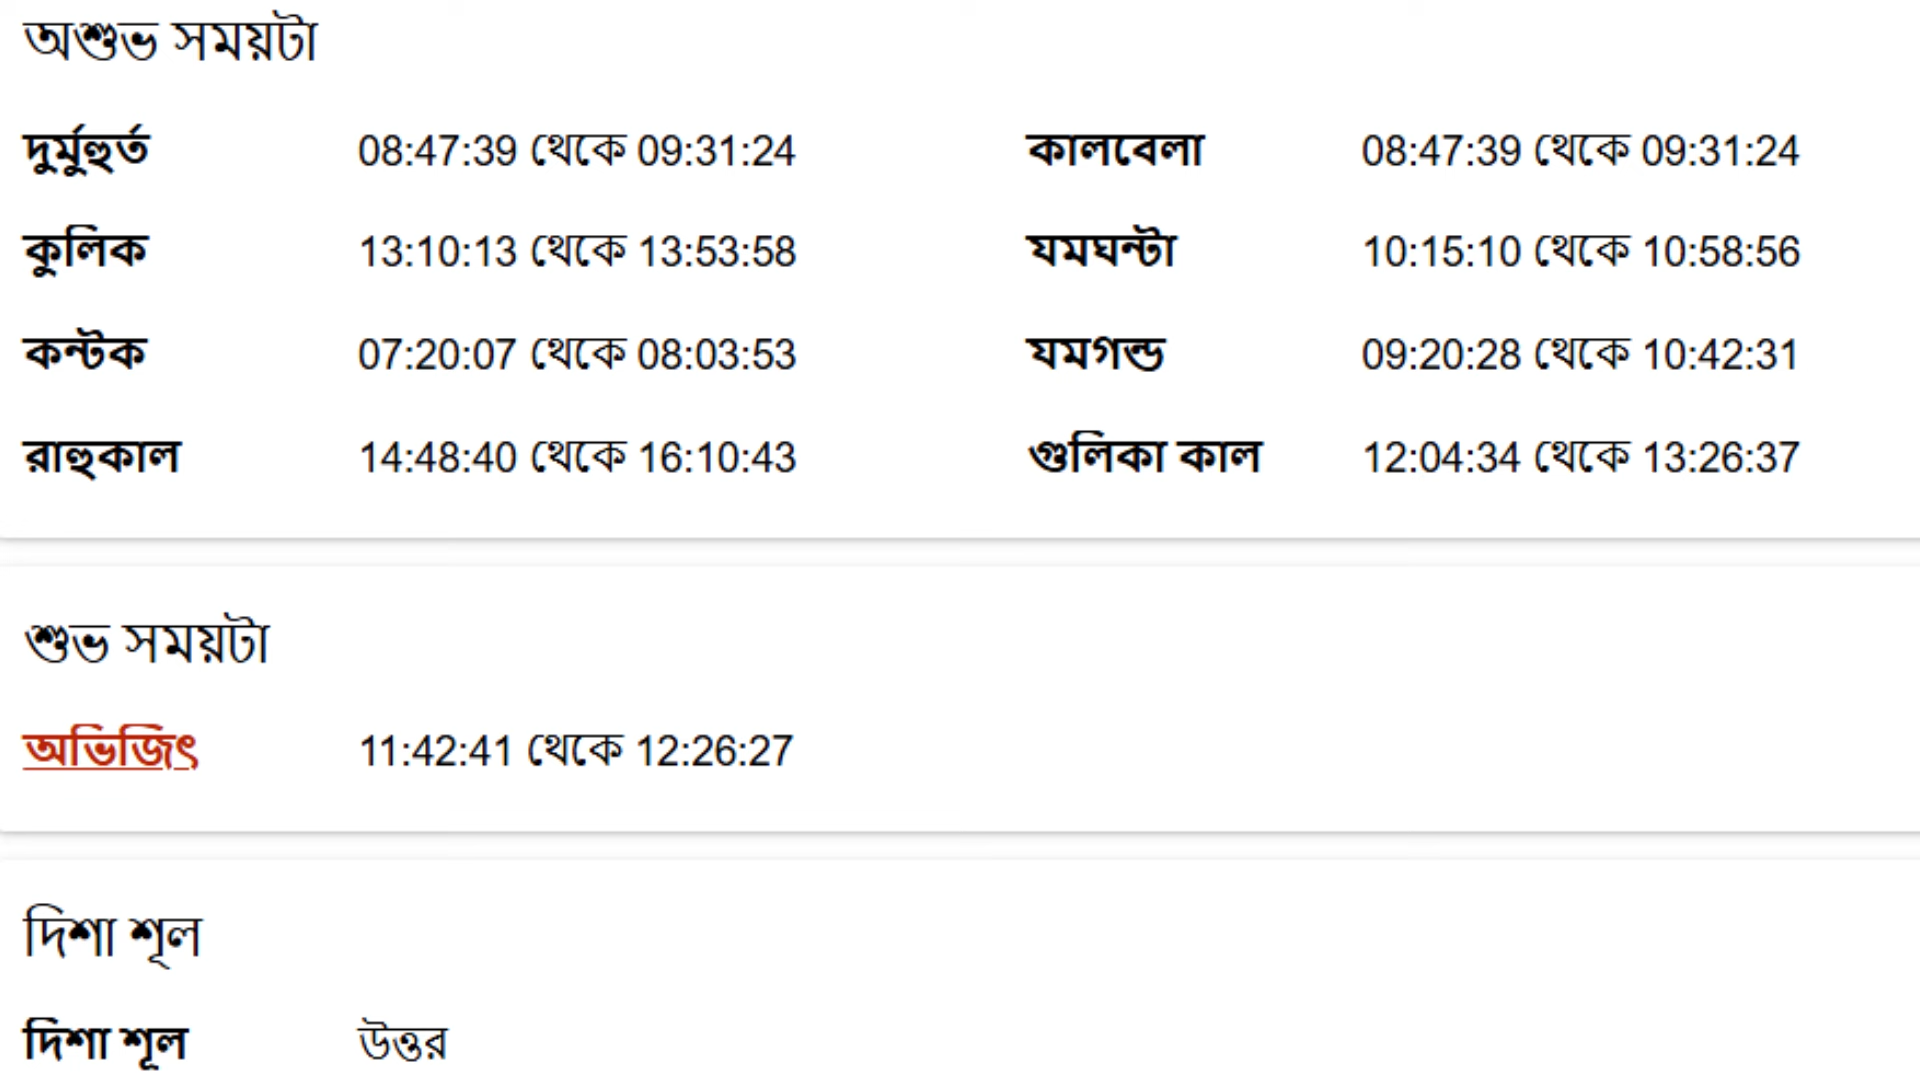 অশুভ সময়টা
দুর্মুহুর্ত 08:47:39 থেকে 09:31:24 কালবেলা 08:47:39 থেকে 09:31:24
কুলিক 13:10:13 থেকে 13:53:58 যমঘন্টা 10:15:10 থেকে 10:58:56
কন্টক 07:20:07 থেকে 08:03:53 যমগন্ড 09:20:28 থেকে 10:42:31
রাহুকাল 14:48:40 থেকে 16:10:43 গুলিকা কাল 12:04:34 থেকে 13:26:37
শুভ সময়টা
অভিজিৎ 11:42:41 থেকে 12:26:27
দিশা শূল
দিশা শূল উত্তর